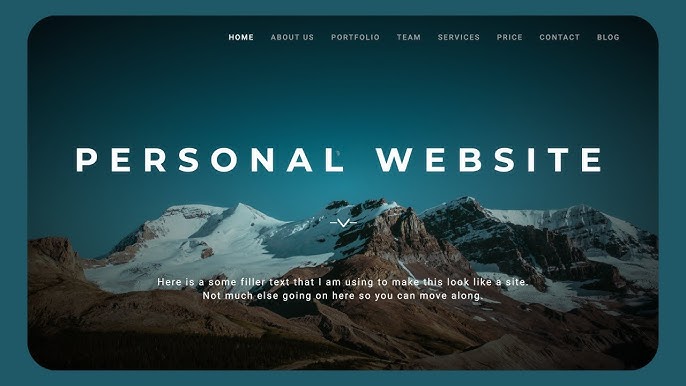 HOME ABOUT US PORTFOLIO TEAM SERVICES PRICE CONTACT BLOG
PERSONAL WEBSITE
Here is a some filler text that I am using to make this look like a site.
Not much else going on here so you can move along.